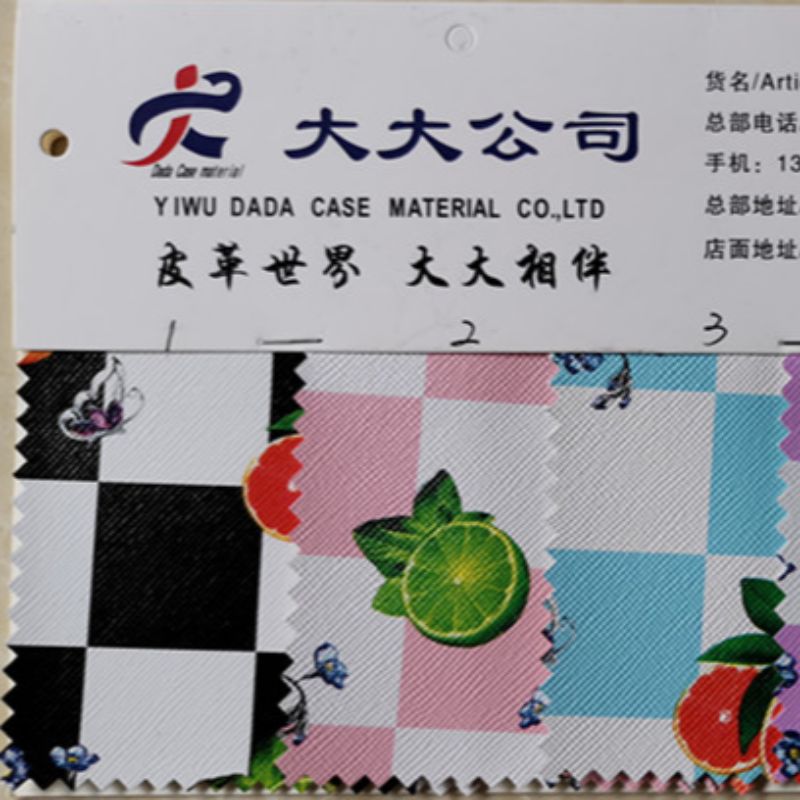 大大公司
Dada Case material
YIWU DADA CASE MATERIAL CO.,LTD
皮革世界 大大相伴
货名/Arti
总部电话
手机：13
总部地址
店面地址
1 2 3